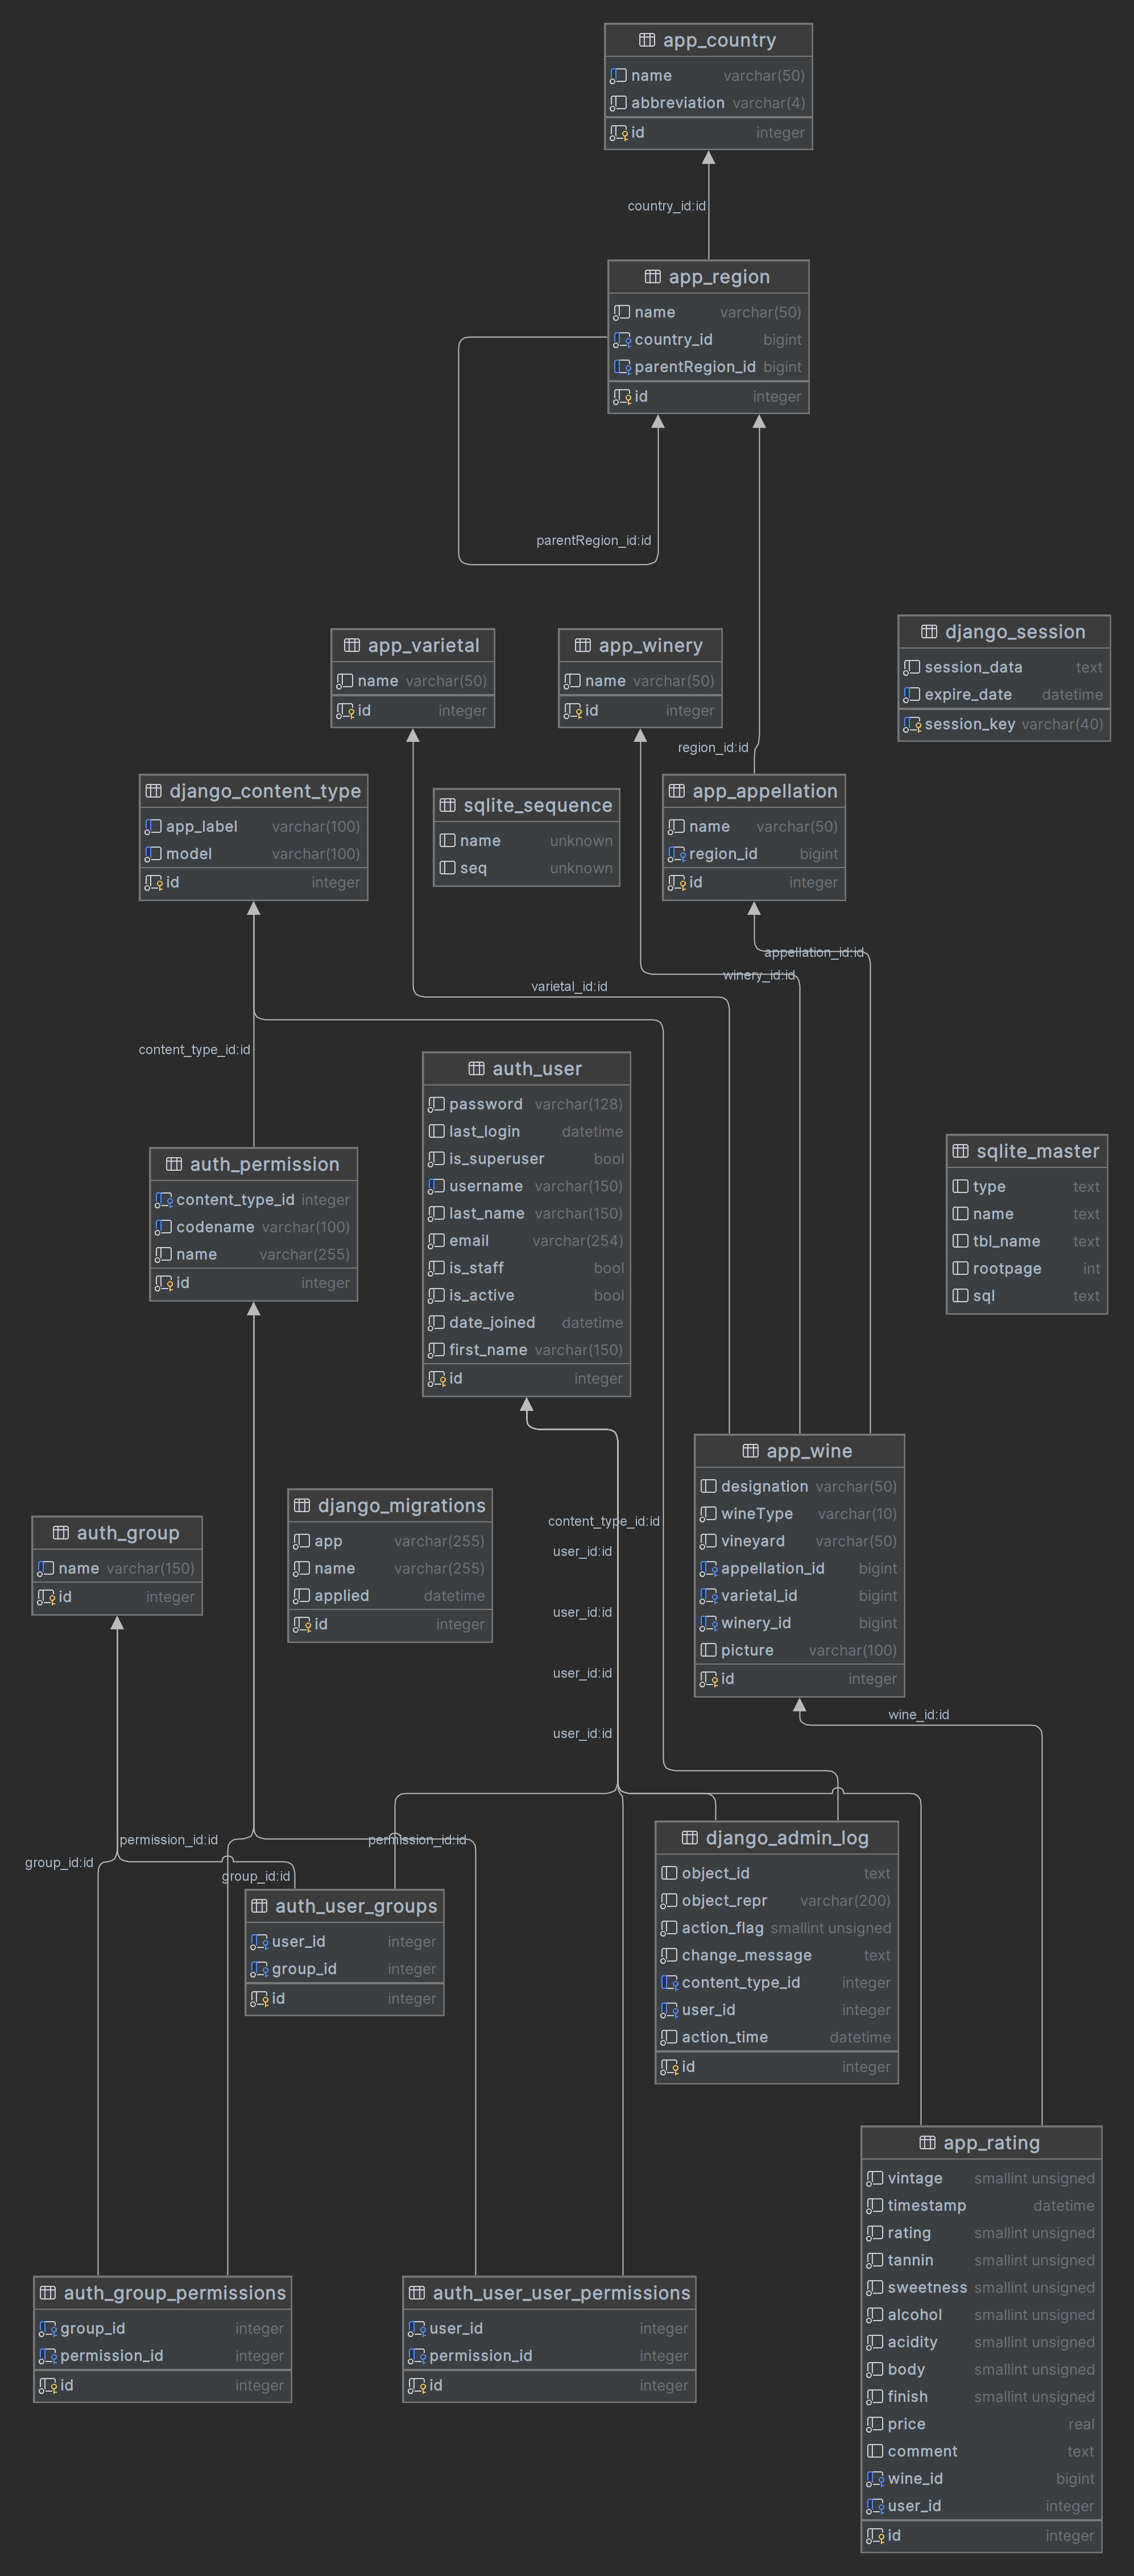 app_country
name varchar(50)
abbreviation varchar(4)
id integer
country_id:id
app_region
name varchar(50)
country_id bigint
parentRegion_id bigint
id integer
parentRegion_id:id
app_varietal
name varchar(50)
id integer
app_winery
name varchar(50)
id integer
django_session
session_data text
expire_date datetime
session_key varchar(40)
region_id:id
django_content_type
app_label varchar(100)
model varchar(100)
id integer
sqlite_sequence
name unknown
seq unknown
app_appellation
name varchar(50)
region_id bigint
id integer
appellation_id:id
winery_id:id
varietal_id:id
content_type_id:id
auth_user
password varchar(128)
last_login datetime
is_superuser bool
username varchar(150)
last_name varchar(150)
email varchar(254)
is_staff bool
is_active bool
date_joined datetime
first_name varchar(150)
id integer
auth_permission
content_type_id integer
codename varchar(100)
name varchar(255)
id integer
sqlite_master
type text
name text
tbl_name text
rootpage int
sql text
app_wine
designation varchar(50)
wineType varchar(10)
vineyard varchar(50)
appellation_id bigint
varietal_id bigint
winery_id bigint
picture varchar(100)
id integer
django_migrations
app varchar(255)
name varchar(255)
applied datetime
id integer
auth_group
name varchar(150)
id integer
content_type_id:id
user_id:id
user_id:id
user_id:id
user_id:id
wine_id:id
permission_id:id
permission_id:id
group_id:id
group_id:id
django_admin_log
object_id text
object_repr varchar(200)
action_flag smallint unsigned
change_message text
content_type_id integer
user_id integer
action_time datetime
id integer
auth_user_groups
user_id integer
group_id integer
id integer
app_rating
vintage smallint unsigned
timestamp datetime
rating smallint unsigned
tannin smallint unsigned
sweetness smallint unsigned
alcohol smallint unsigned
acidity smallint unsigned
body smallint unsigned
finish smallint unsigned
price real
comment text
wine_id bigint
user_id integer
id integer
auth_group_permissions
group_id integer
permission_id integer
id integer
auth_user_user_permissions
user_id integer
permission_id integer
id integer